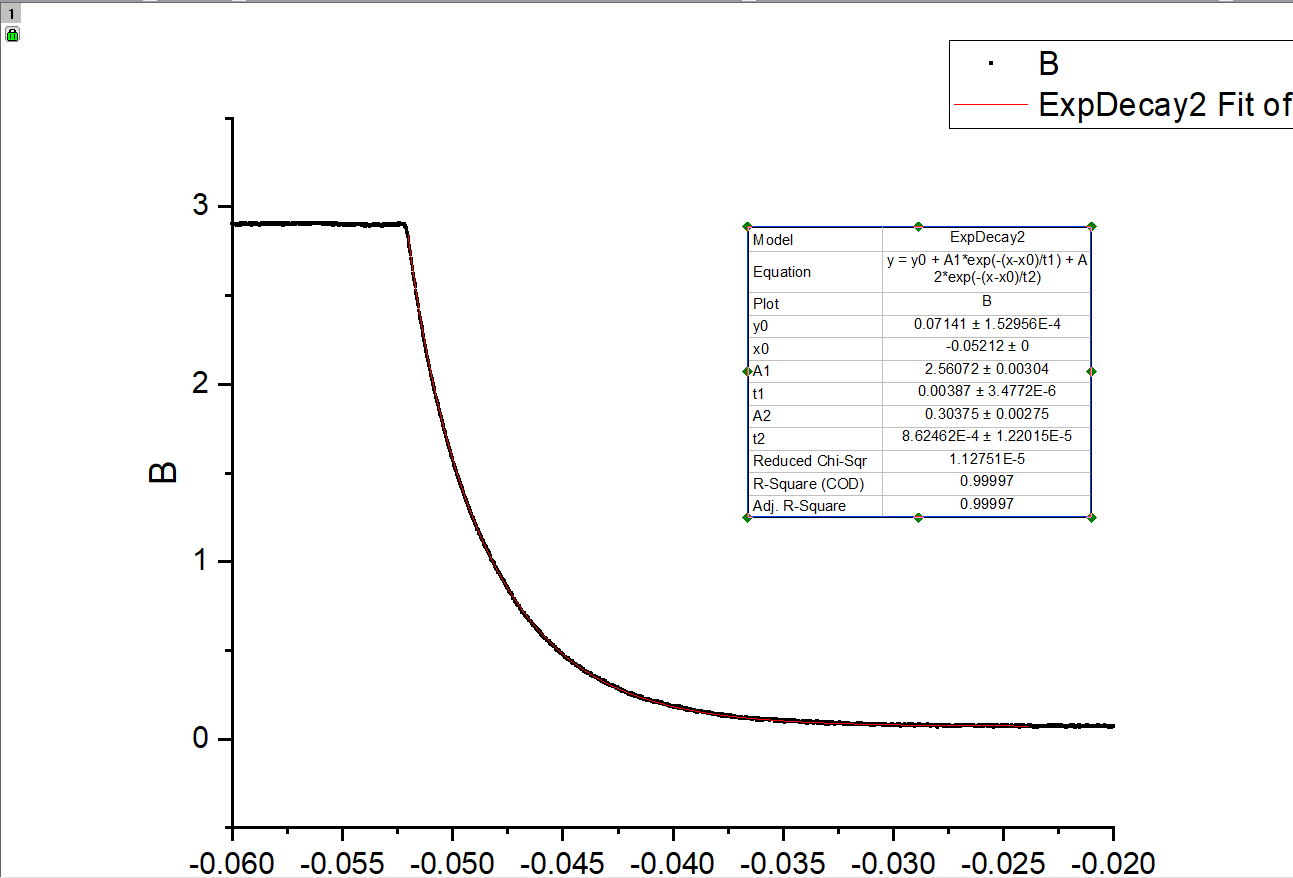 1
B
ExpDecay2 Fit of
3
2
1
0
B
Model ExpDecay2
Equation y = y0 + A1*exp(-(x-x0)/t1) + A
2*exp(-(x-x0)/t2)
Plot B
y0 0.07141 ± 1.52956E-4
x0 -0.05212 ± 0
A1 2.56072 ± 0.00304
t1 0.00387 ± 3.4772E-6
A2 0.30375 ± 0.00275
t2 8.62462E-4 ± 1.22015E-5
Reduced Chi-Sqr 1.12751E-5
R-Square (COD) 0.99997
Adj. R-Square 0.99997
-0.060 -0.055 -0.050 -0.045 -0.040 -0.035 -0.030 -0.025 -0.020